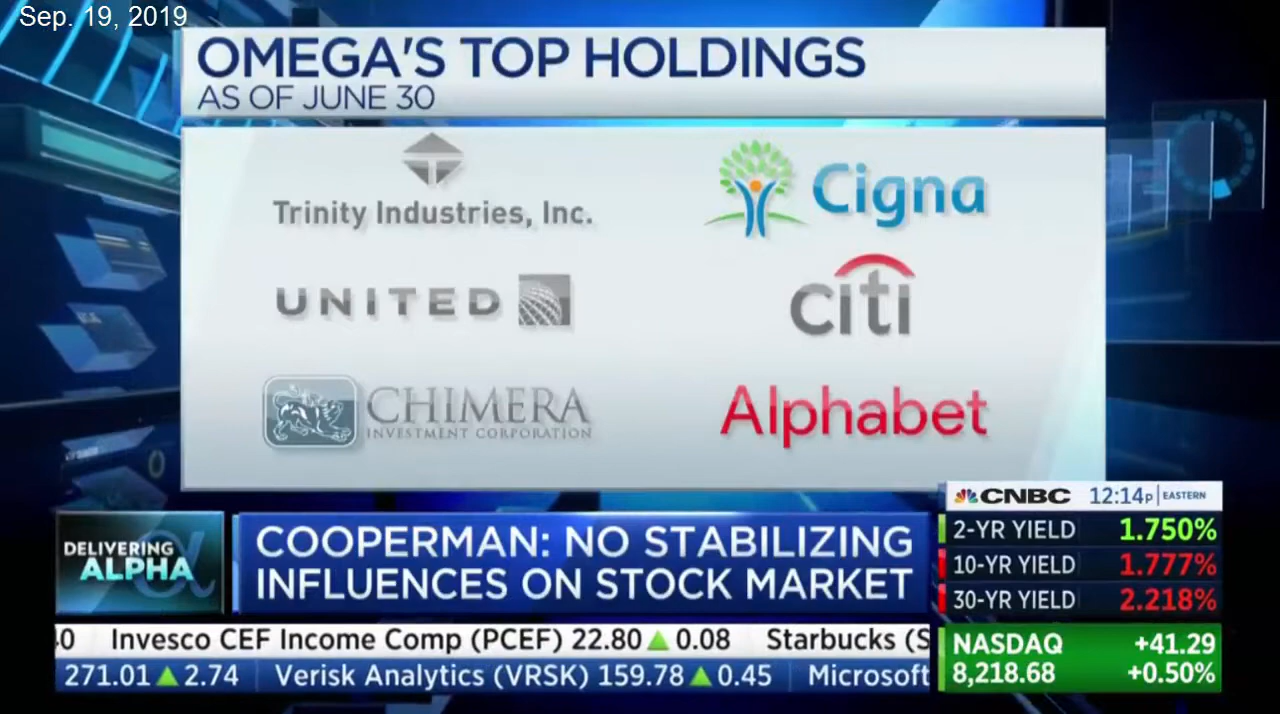 Sep. 19, 2019
OMEGA'S TOP HOLDINGS
AS OF JUNE 30
Trinity Industries, Inc.
Cigna
UNITED
citi
CHIMERA
INVESTMENT CORPORATION
Alphabet
CNBC 12:14P EASTERN
2-YR YIELD 1.750%
10-YR YIELD 1.777%
30-YR YIELD 2.218%
DELIVERING
ALPHA
COOPERMAN: NO STABILIZING
INFLUENCES ON STOCK MARKET
0 Invesco CEF Income Comp (PCEF) 22.80 ▲ 0.08 Starbucks (S
271.01 ▲ 2.74 Verisk Analytics (VRSK) 159.78 ▲ 0.45 Microsoft
NASDAQ +41.29
8,218.68 +0.50%